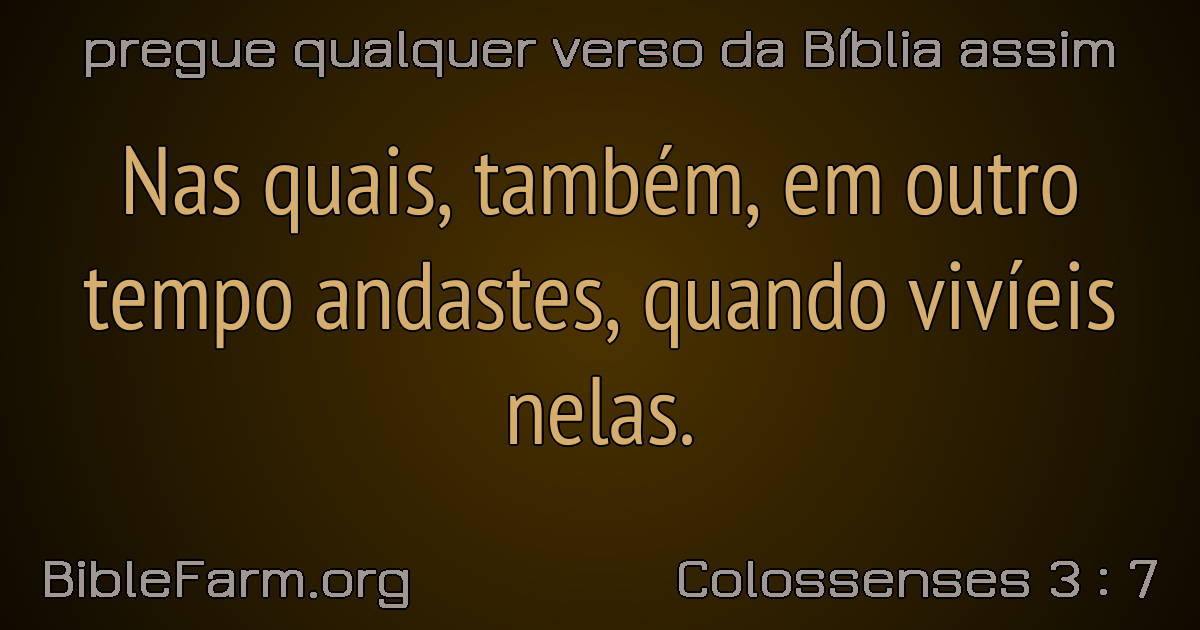 pregue qualquer verso da Bíblia assim
Nas quais, também, em outro
tempo andastes, quando vivíeis
nelas.
BibleFarm.org
Colossenses 3 : 7